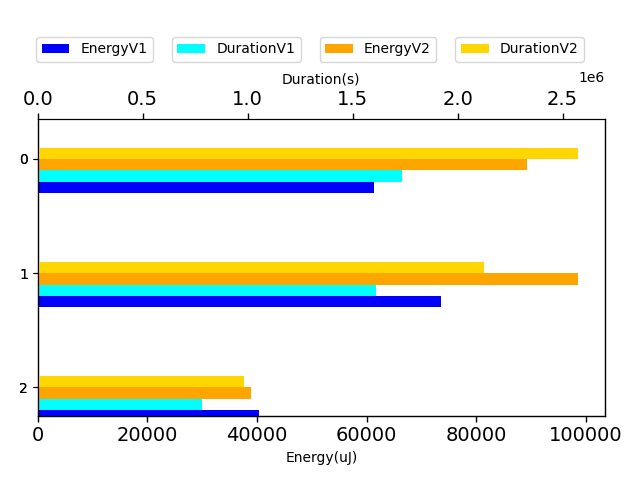 EnergyV1 DurationV1 EnergyV2 DurationV2
Duration(s)
1e6
0.0 0.5 1.0 1.5 2.0 2.5
0
1
2
0 20000 40000 60000 80000 100000
Energy(uJ)